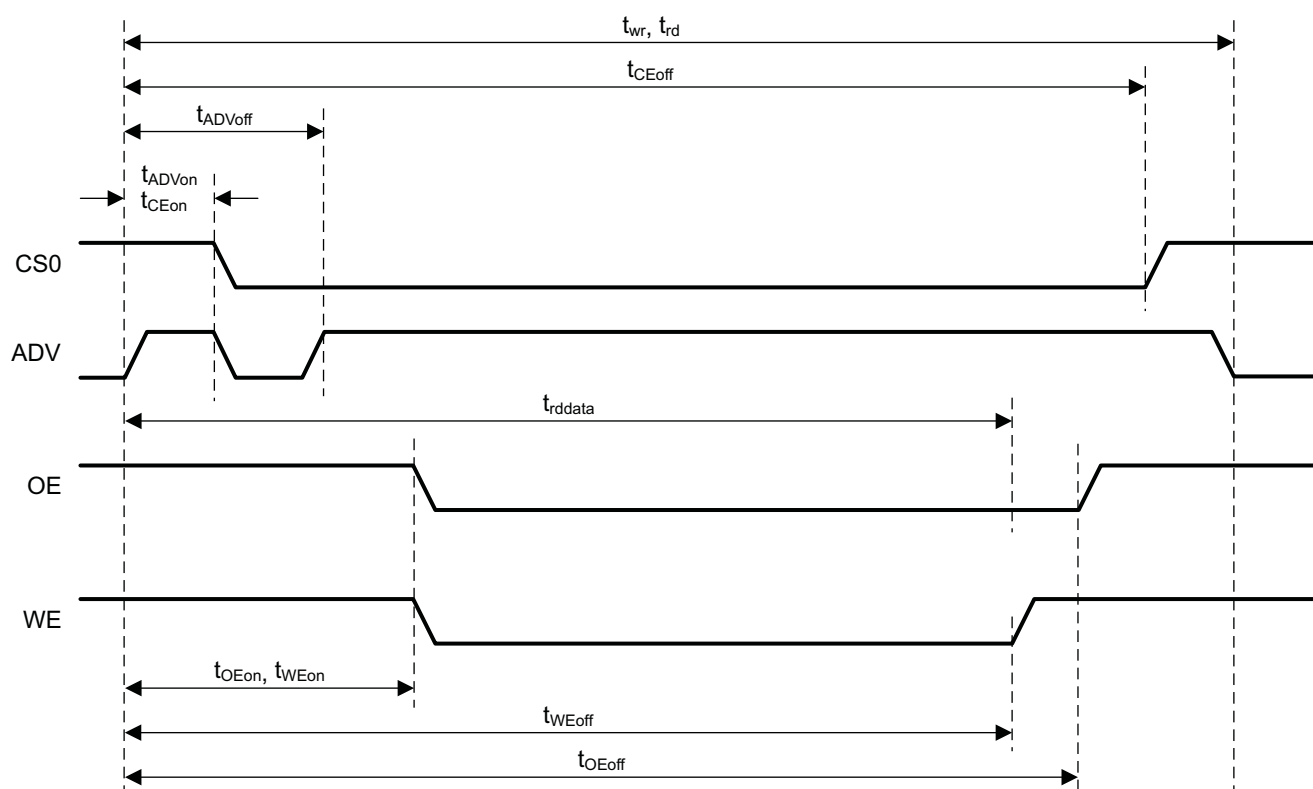 twr, trd
tCEoff
tADVoff
tADVon
tCEon
CS0
ADV
trddata
OE
WE
tOEon, tWEon
tWEoff
tOEoff